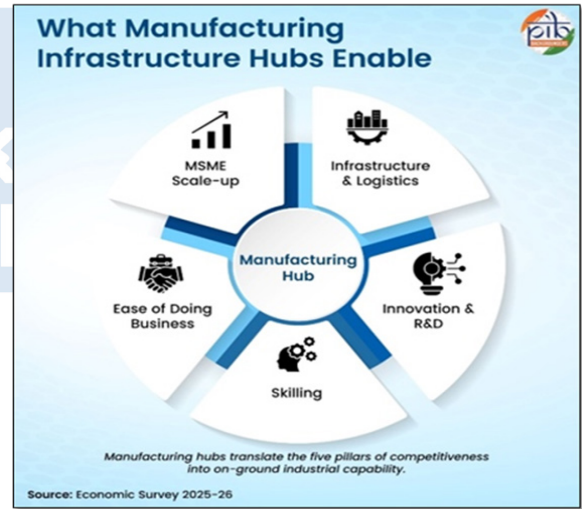 What Manufacturing
Infrastructure Hubs Enable
pib
MSME
Scale-up
Infrastructure
& Logistics
Manufacturing
Hub
Ease of Doing
Business
Innovation &
R&D
Skilling
Manufacturing hubs translate the five pillars of competitiveness
into on-ground industrial capability.
Source: Economic Survey 2025-26